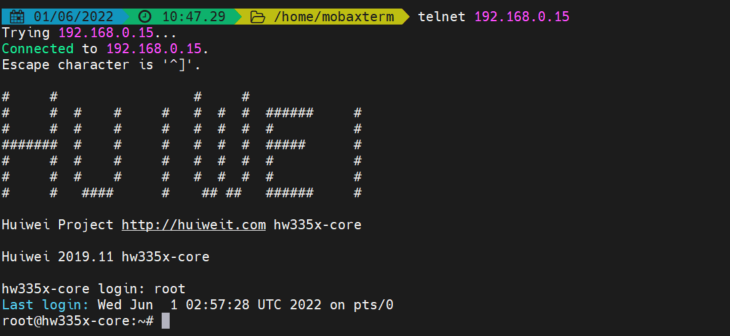 01/06/2022 10:47.29 /home/mobaxterm telnet 192.168.0.15
Trying 192.168.0.15...
Connected to 192.168.0.15.
Escape character is '^]'.
HUIWEI
Huiwei Project http://huiweit.com hw335x-core
Huiwei 2019.11 hw335x-core
hw335x-core login: root
Last login: Wed Jun  1 02:57:28 UTC 2022 on pts/0
root@hw335x-core:~#